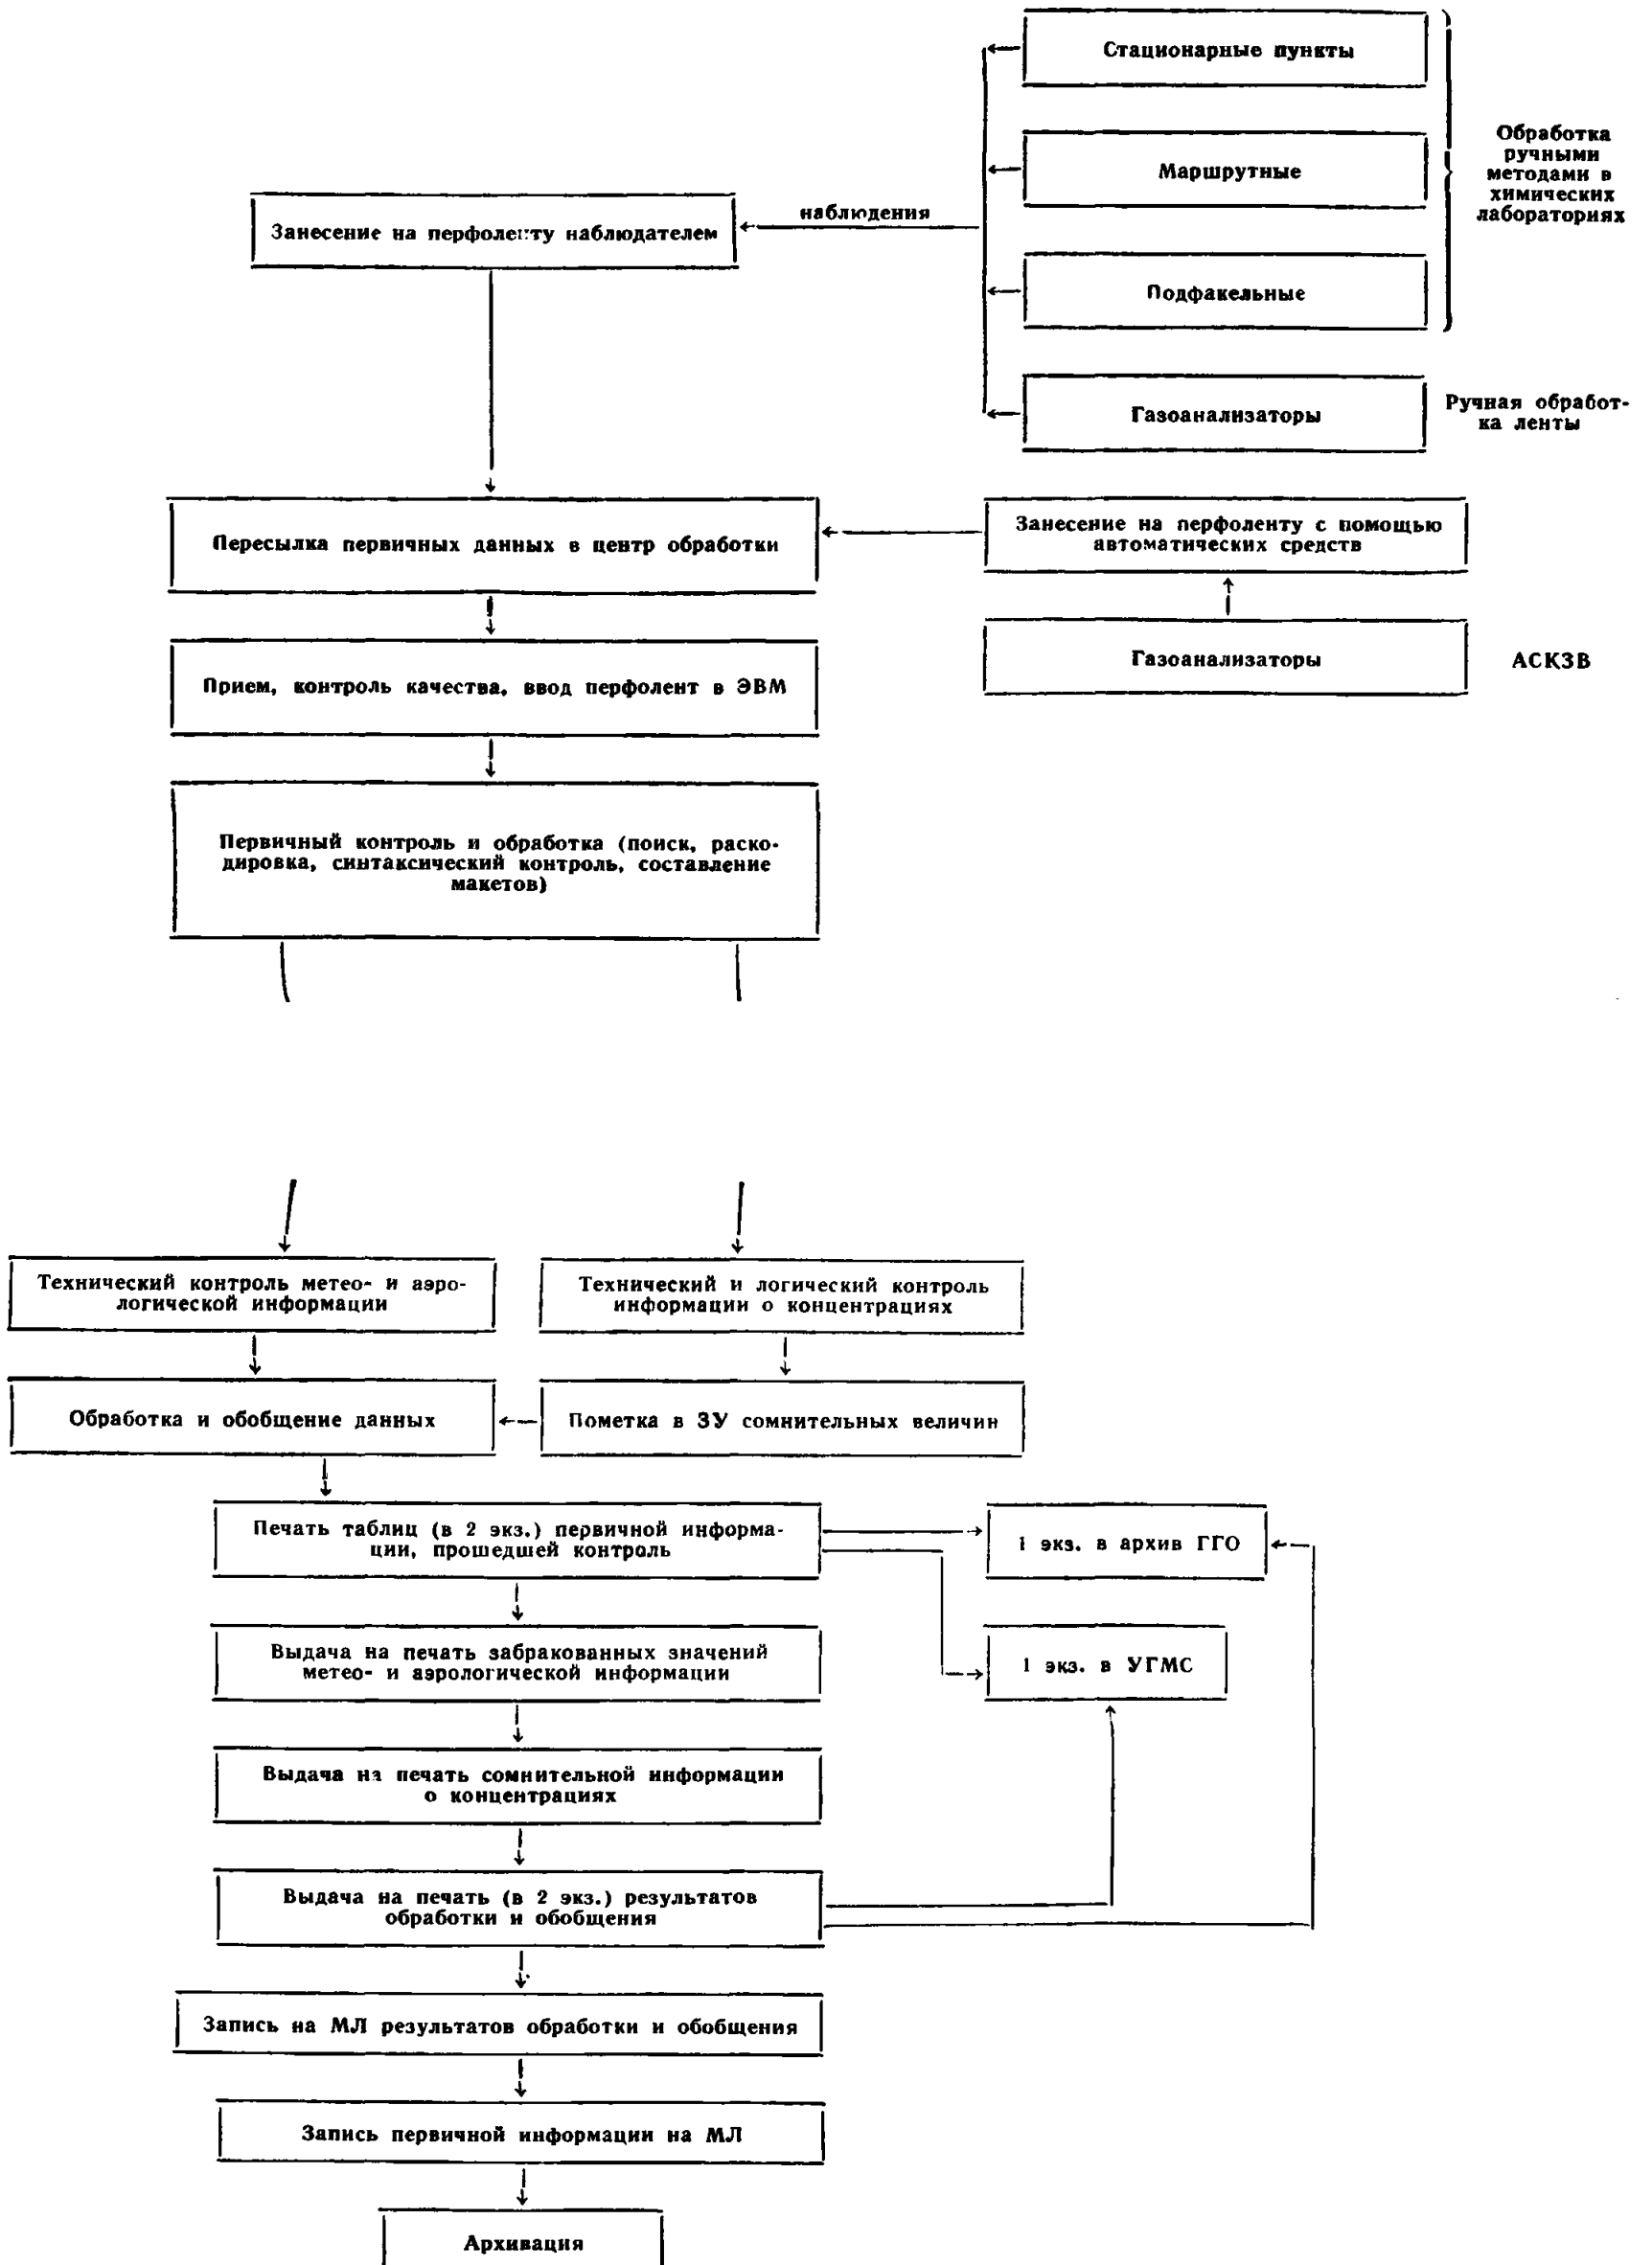 Стационарные пункты
Обработка
ручными
методами в
химических
лабораториях
Маршрутные
наблюдения
Занесение на перфоленту наблюдателем
Подфакельные
Газоанализаторы
Ручная обработ-
ка ленты
Пересылка первичных данных в центр обработки
Занесение на перфоленту с помощью
автоматических средств
Газоанализаторы
АСКЗВ
Прием, контроль качества, ввод перфолент в ЭВМ
Первичный контроль и обработка (поиск, раско-
дировка, синтаксический контроль, составление
макетов)
Технический контроль метео- и аэро-
логической информации
Технический и логический контроль
информации о концентрациях
Обработка и обобщение данных
Пометка в ЗУ сомнительных величин
Печать таблиц (в 2 экз.) первичной информа-
ции, прошедшей контроль
1 экз. в архив ГГО
Выдача на печать забракованных значений
метео- и аэрологической информации
1 экз. в УГМС
Выдача на печать сомнительной информации
о концентрациях
Выдача на печать (в 2 экз.) результатов
обработки и обобщения
Запись на МЛ результатов обработки и обобщения
Запись первичной информации на МЛ
Архивация